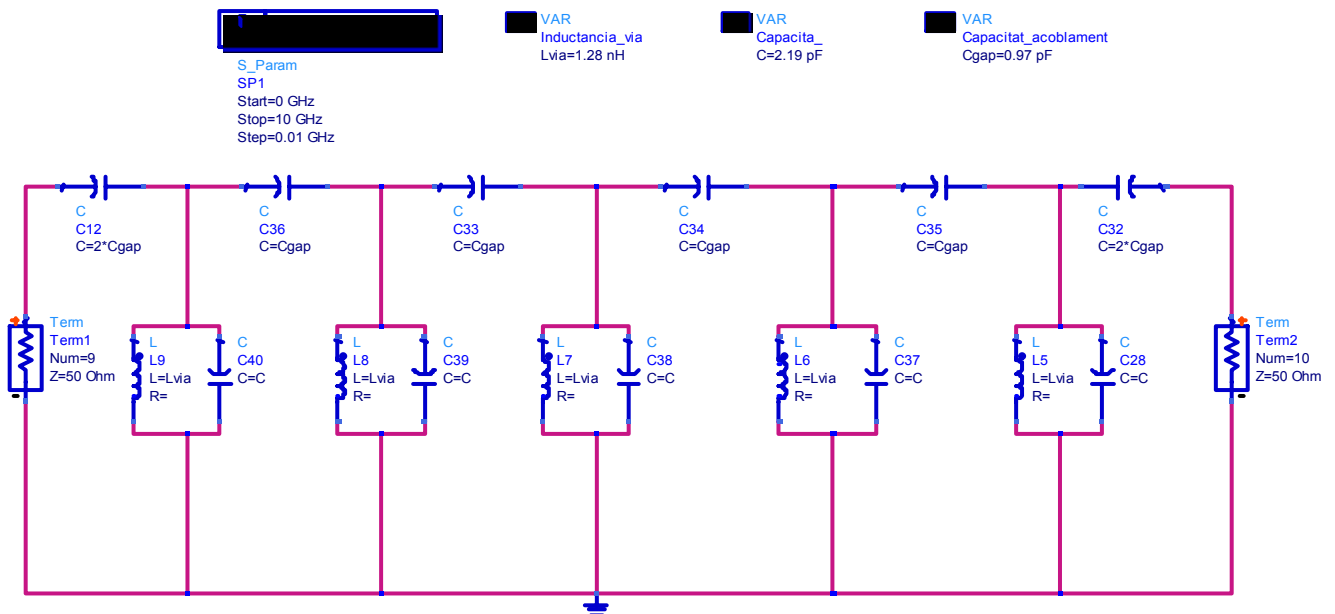 VAR
Inductancia_via
Lvia=1.28 nH
VAR
Capacita_
C=2.19 pF
VAR
Capacitat_acoblament
Cgap=0.97 pF
S_Param
SP1
Start=0 GHz
Stop=10 GHz
Step=0.01 GHz
C
C12
C=2*Cgap
C
C36
C=Cgap
C
C33
C=Cgap
C
C34
C=Cgap
C
C35
C=Cgap
C
C32
C=2*Cgap
Term
Term1
Num=9
Z=50 Ohm
L
L9
L=Lvia
R=
C
C40
C=C
L
L8
L=Lvia
R=
C
C39
C=C
L
L7
L=Lvia
R=
C
C38
C=C
L
L6
L=Lvia
R=
C
C37
C=C
L
L5
L=Lvia
R=
C
C28
C=C
Term
Term2
Num=10
Z=50 Ohm